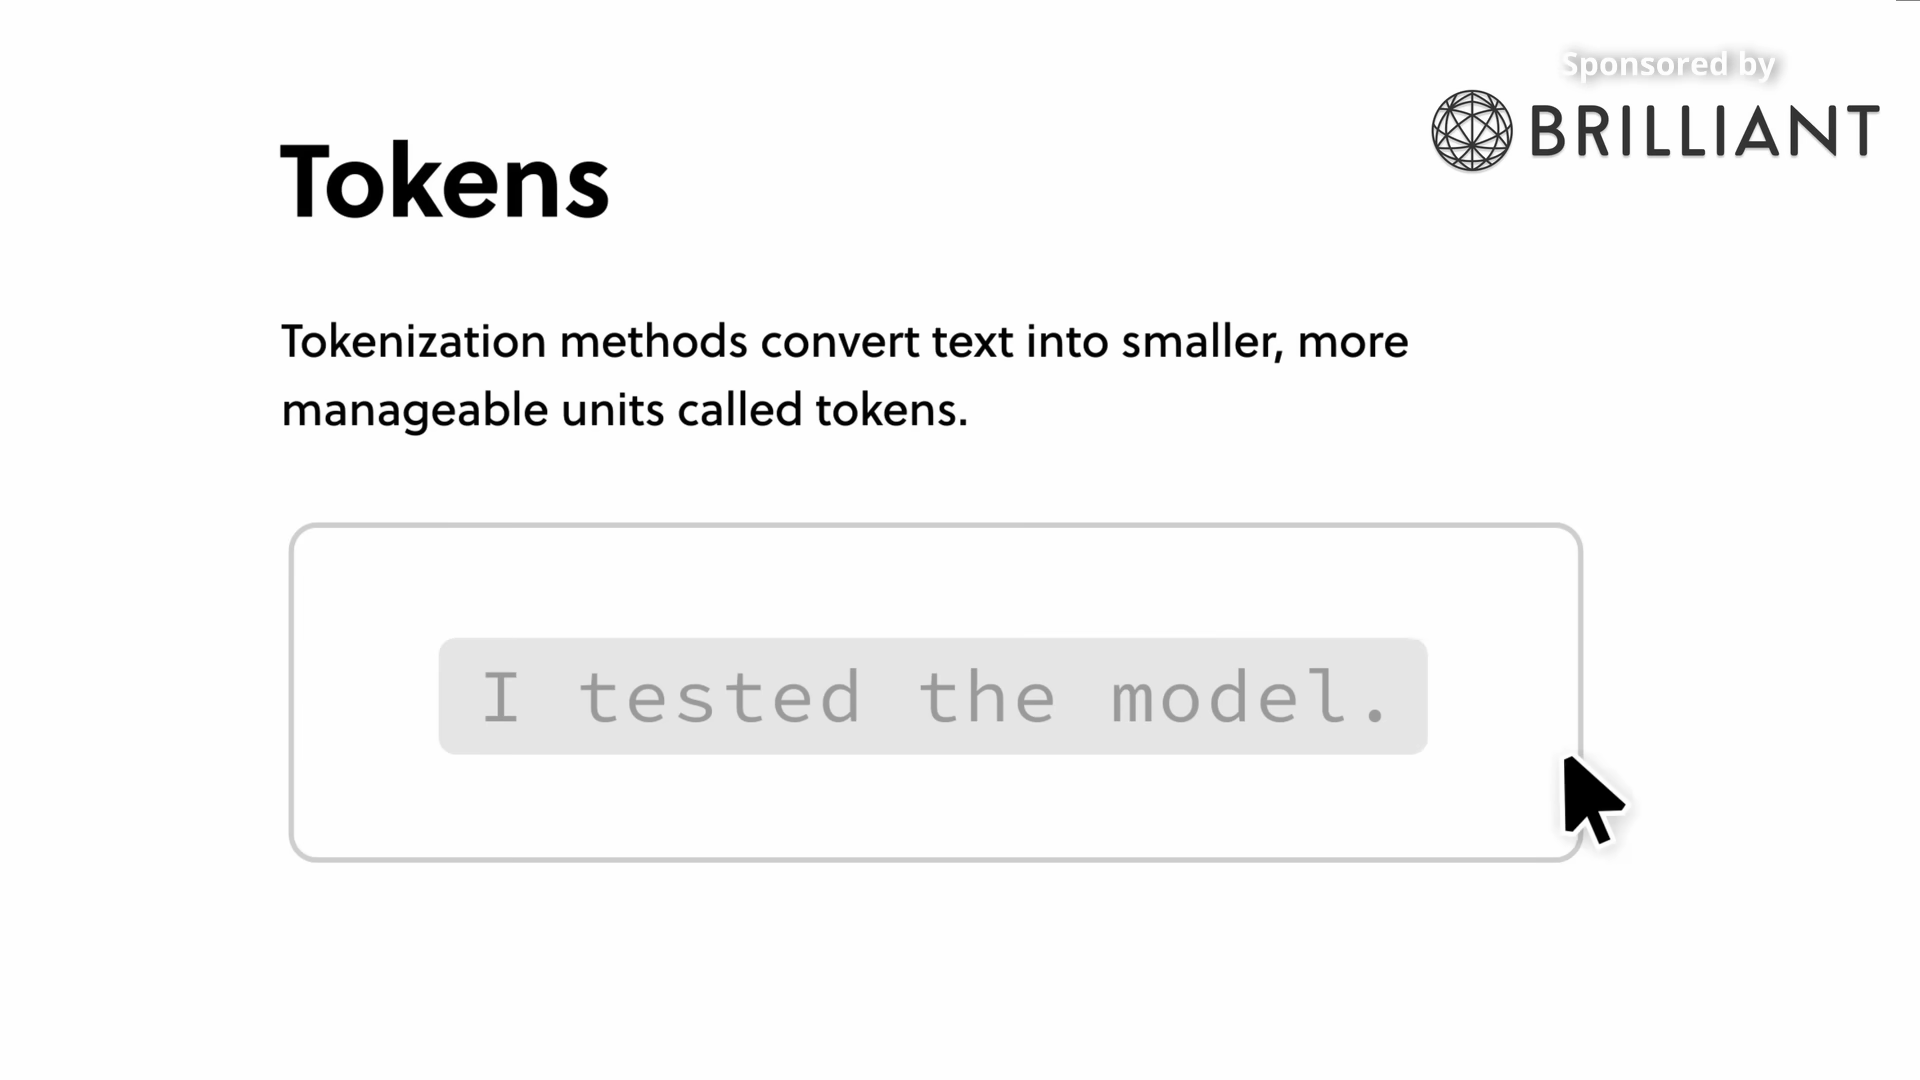 Sponsored by
BRILLIANT
Tokens
Tokenization methods convert text into smaller, more
manageable units called tokens.
I tested the model.